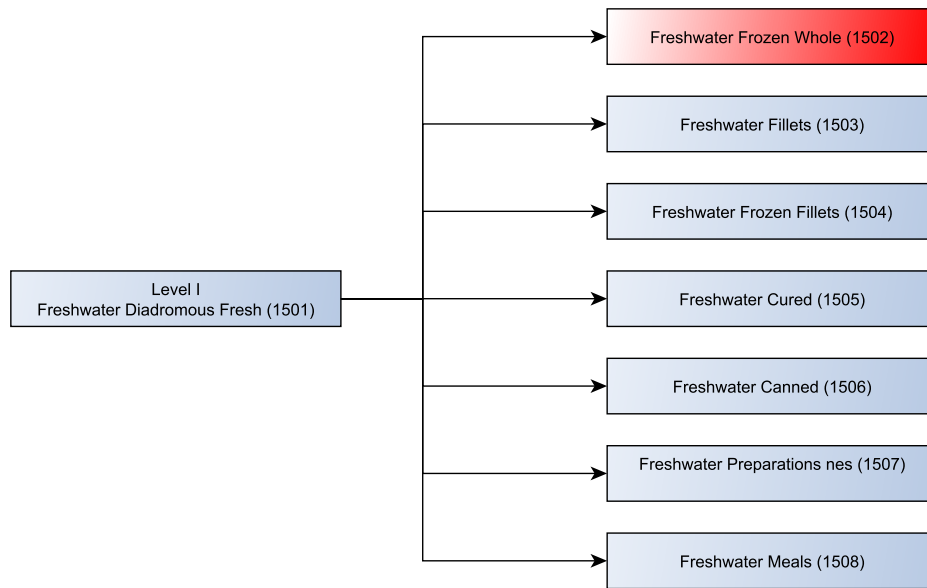 Freshwater Frozen Whole (1502)
Freshwater Fillets (1503)
Freshwater Frozen Fillets (1504)
Level I
Freshwater Diadromous Fresh (1501)
Freshwater Cured (1505)
Freshwater Canned (1506)
Freshwater Preparations nes (1507)
Freshwater Meals (1508)